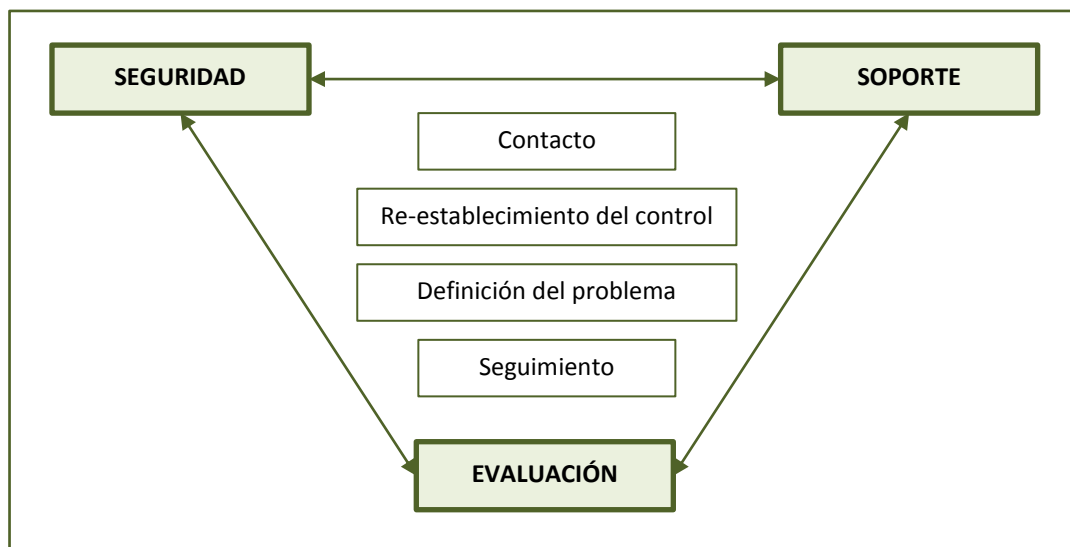 SEGURIDAD
SOPORTE
Contacto
Re-establecimiento del control
Definición del problema
Seguimiento
EVALUACIÓN